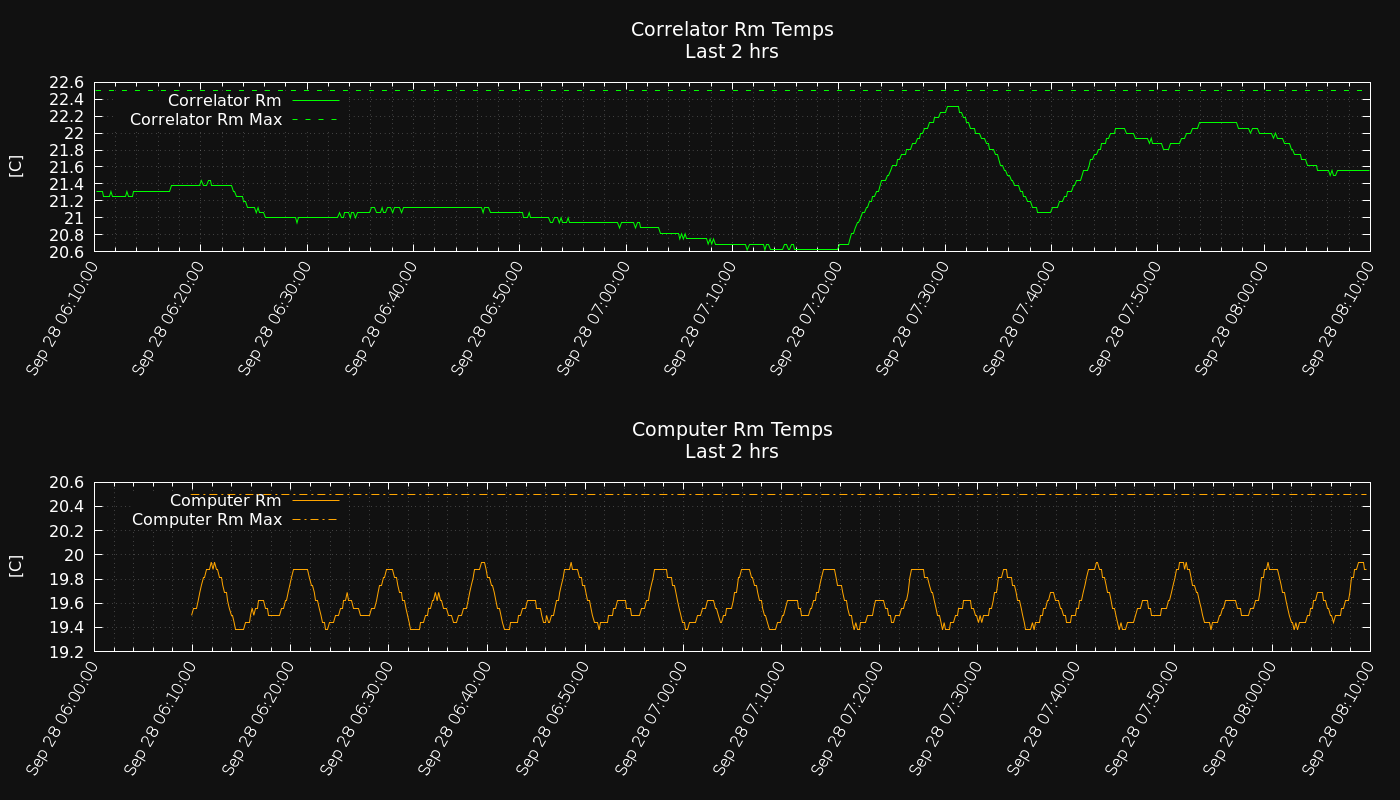 Correlator Rm Temps
Last 2 hrs
22.6
22.4
22.2
22
21.8
21.6
21.4
21.2
21
20.8
20.6
[C]
Correlator Rm
Correlator Rm Max
Sep 28 06:10:00
Sep 28 06:20:00
Sep 28 06:30:00
Sep 28 06:40:00
Sep 28 06:50:00
Sep 28 07:00:00
Sep 28 07:10:00
Sep 28 07:20:00
Sep 28 07:30:00
Sep 28 07:40:00
Sep 28 07:50:00
Sep 28 08:00:00
Sep 28 08:10:00
Computer Rm Temps
Last 2 hrs
20.6
20.4
20.2
20
19.8
19.6
19.4
19.2
[C]
Computer Rm
Computer Rm Max
Sep 28 06:00:00
Sep 28 06:10:00
Sep 28 06:20:00
Sep 28 06:30:00
Sep 28 06:40:00
Sep 28 06:50:00
Sep 28 07:00:00
Sep 28 07:10:00
Sep 28 07:20:00
Sep 28 07:30:00
Sep 28 07:40:00
Sep 28 07:50:00
Sep 28 08:00:00
Sep 28 08:10:00